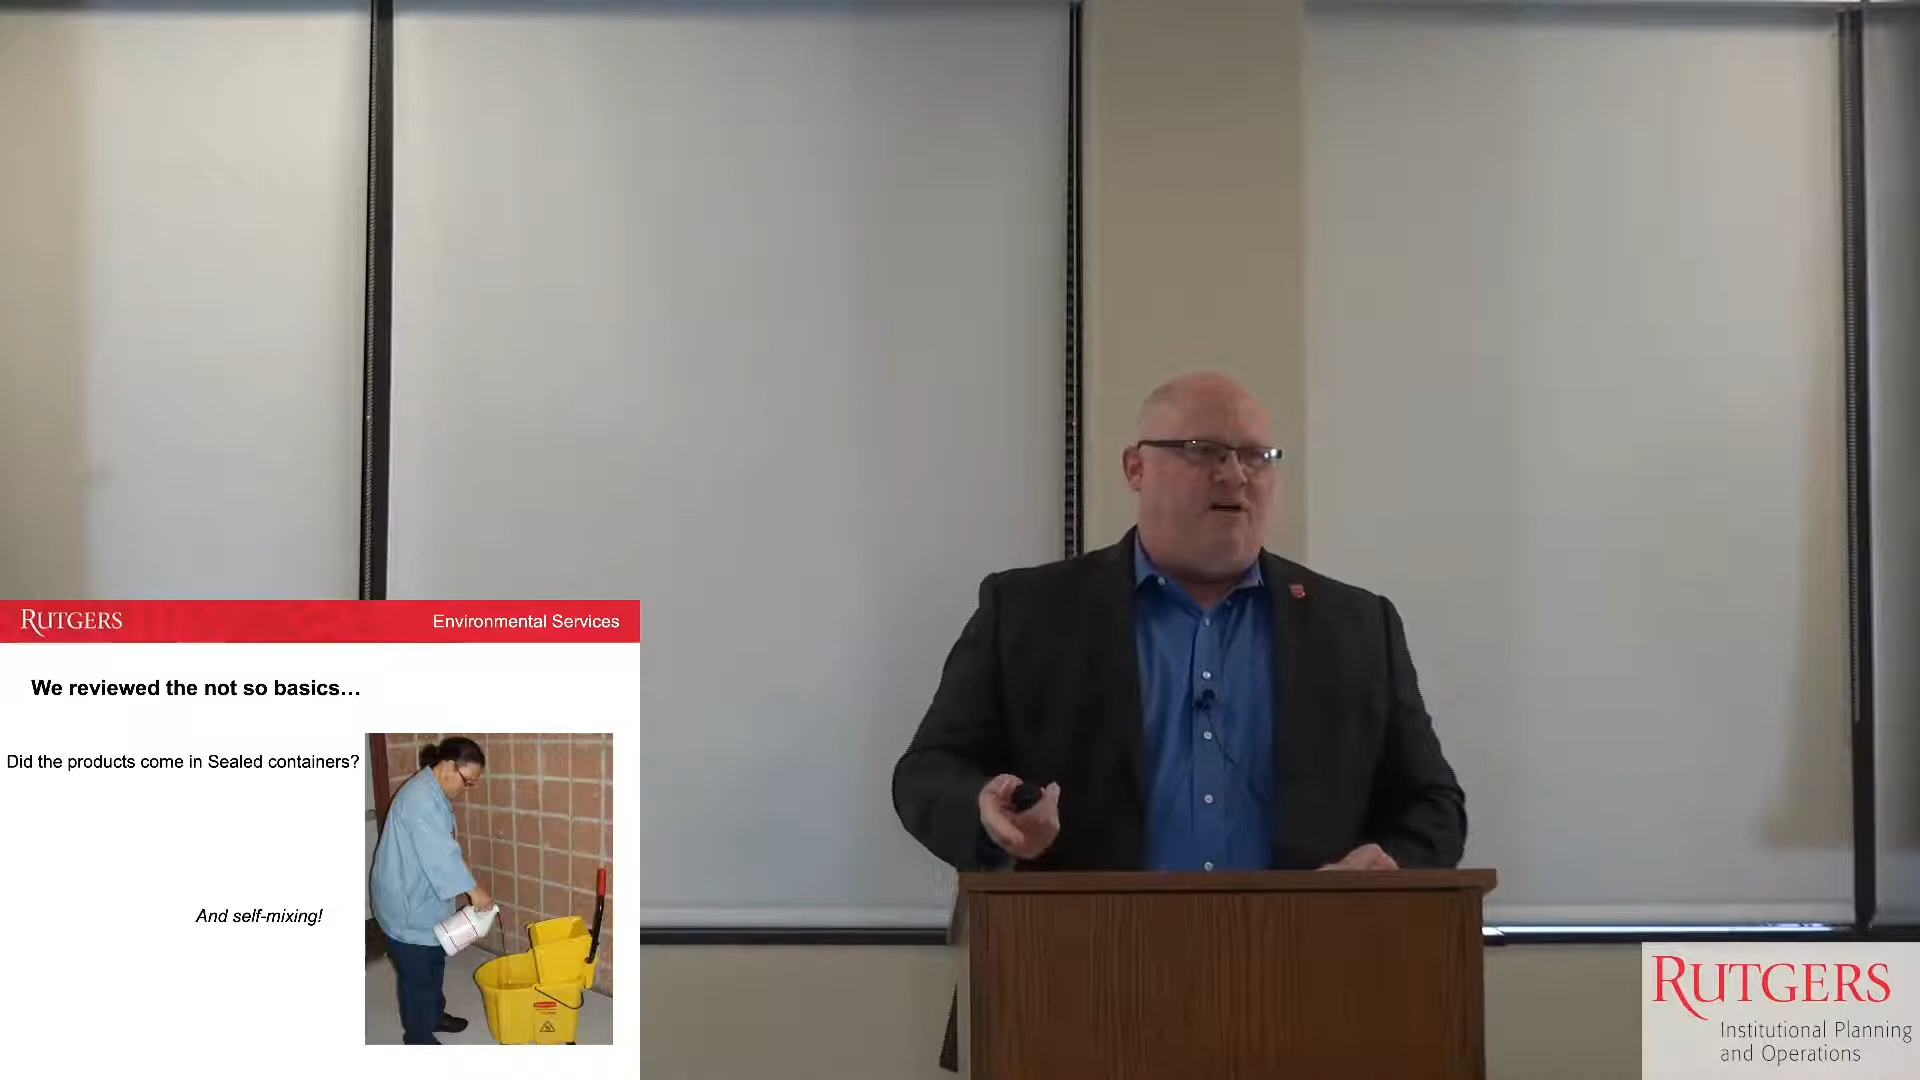 RUTGERS
Environmental Services
We reviewed the not so basics…
Did the products come in Sealed containers?
And self-mixing!
RUTGERS
Institutional Planning
and Operations